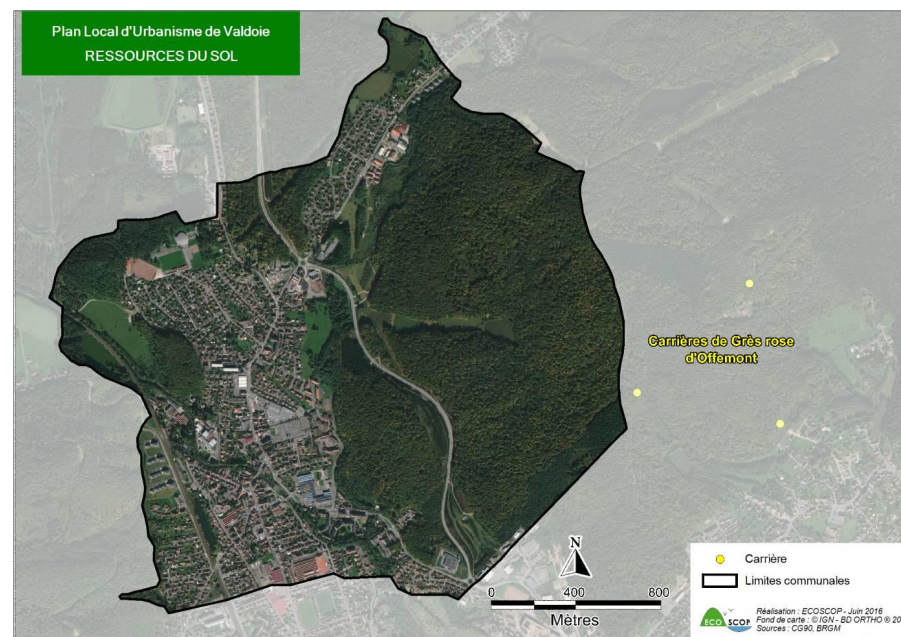 Plan Local d'Urbanisme de Valdoie
RESSOURCES DU SOL
Carrières de Grès rose
d'Offemont
N
0 400 800
Mètres
Carrière
Limites communales
ECO SCOP
Réalisation : ECOSCOP - Juin 2016
Fond de carte : © IGN - BD ORTHO ® 20
Sources : CG90, BRGM